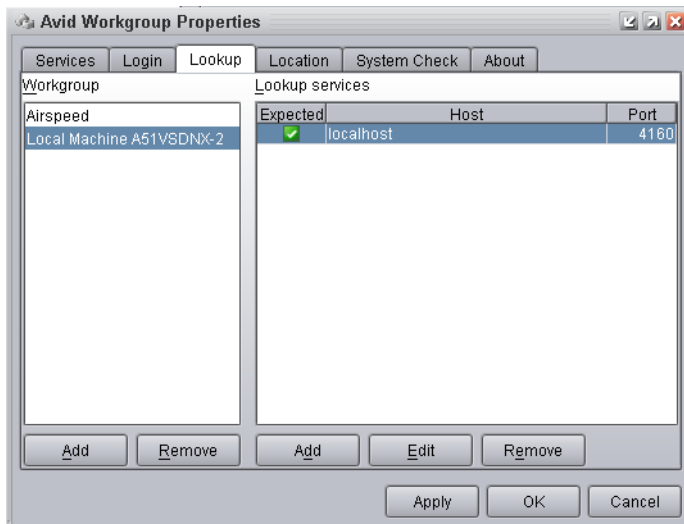 Avid Workgroup Properties
Services Login Lookup Location System Check About
Workgroup Lookup services
Airspeed
Local Machine A51VSDNX-2
Expected Host Port
localhost 4160
Add Remove Add Edit Remove
Apply OK Cancel